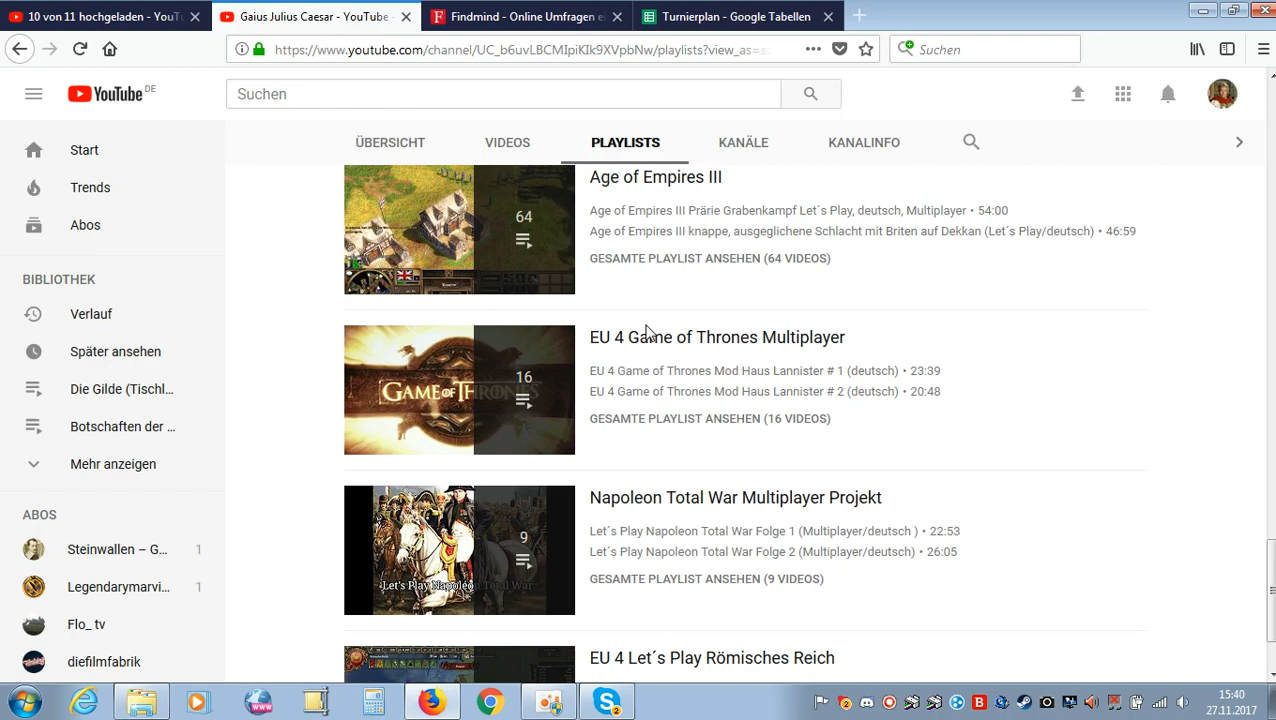 10 von 11 hochgeladen - YouTu
Gaius Julius Caesar - YouTube
Findmind - Online Umfragen e
Turnierplan - Google Tabellen
https://www.youtube.com/channel/UC_b6uvLBCMIpiKIk9XVpbNw/playlists?view_as=s
Suchen
YouTube DE
Suchen
ÜBERSICHT
VIDEOS
PLAYLISTS
KANÄLE
KANALINFO
Start
Trends
Abos
BIBLIOTHEK
Verlauf
Später ansehen
Die Gilde (Tischl...
Botschaften der ...
Mehr anzeigen
ABOS
Steinwallen – G... 1
Legendarymarvi... 1
Flo_ tv
diefilmfabrik
64
Age of Empires III
Age of Empires III Prärie Grabenkampf Let´s Play, deutsch, Multiplayer • 54:00
Age of Empires III knappe, ausgeglichene Schlacht mit Briten auf Dekkan (Let´s Play/deutsch) • 46:59
GESAMTE PLAYLIST ANSEHEN (64 VIDEOS)
GAME OF THRONES
16
EU 4 Game of Thrones Multiplayer
EU 4 Game of Thrones Mod Haus Lannister # 1 (deutsch) • 23:39
EU 4 Game of Thrones Mod Haus Lannister # 2 (deutsch) • 20:48
GESAMTE PLAYLIST ANSEHEN (16 VIDEOS)
9
Let's Play Napoleon Total War
Napoleon Total War Multiplayer Projekt
Let´s Play Napoleon Total War Folge 1 (Multiplayer/deutsch ) • 22:53
Let´s Play Napoleon Total War Folge 2 (Multiplayer/deutsch) • 26:05
GESAMTE PLAYLIST ANSEHEN (9 VIDEOS)
EU 4 Let´s Play Römisches Reich
15:40
27.11.2017